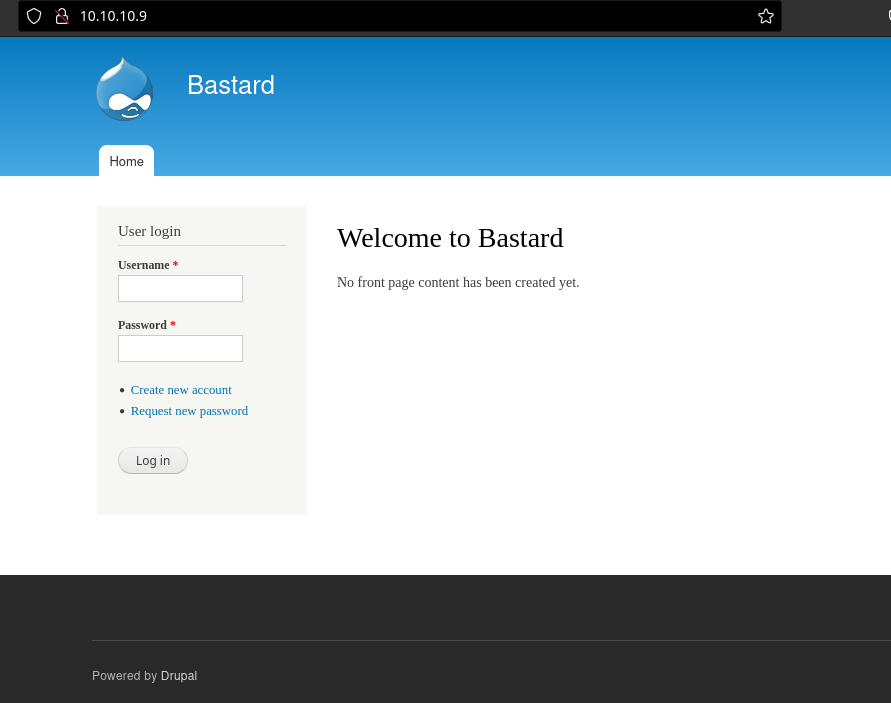 10.10.10.9
Bastard
Home
User login
Username *
Password *
Create new account
Request new password
Log in
Welcome to Bastard
No front page content has been created yet.
Powered by Drupal